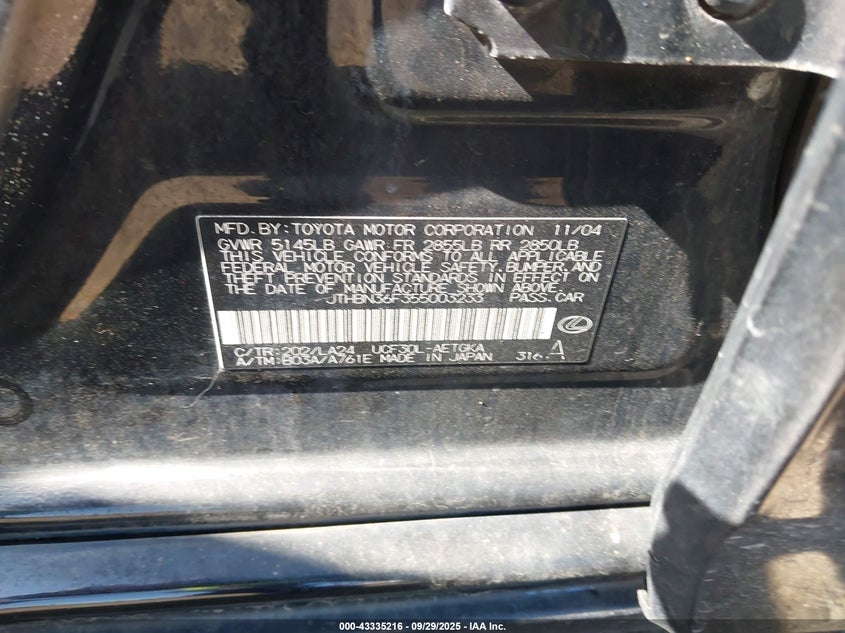 MFD. BY: TOYOTA MOTOR CORPORATION 11/04
GVWR 5145LB GAWR FR 2855LB RR 2850LB
THIS VEHICLE CONFORMS TO ALL APPLICABLE
FEDERAL MOTOR VEHICLE SAFETY, BUMPER, AND
THEFT PREVENTION STANDARDS IN EFFECT ON
THE DATE OF MANUFACTURE SHOWN ABOVE.
JTHBN36F355003233 PASS. CAR
C/TR: 202/LA24 UCF30L-AETGKA
A/TM: B03A/A761E MADE IN JAPAN 316 A
000-43335216 - 09/29/2025 - IAA Inc.